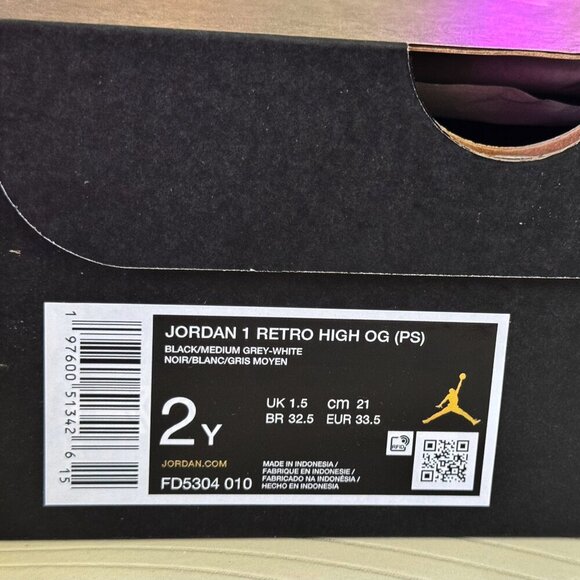 JORDAN 1 RETRO HIGH OG (PS)
BLACK/MEDIUM GREY-WHITE
NOIR/BLANC/GRIS MOYEN
2Y
UK 1.5 cm 21
BR 32.5 EUR 33.5
RFID
JORDAN.COM
FD5304 010
MADE IN INDONESIA/
FABRIQUE EN INDONESIE/
FABRICADO NA INDONÉSIA/
HECHO EN INDONESIA
1 97600 51342 6 15